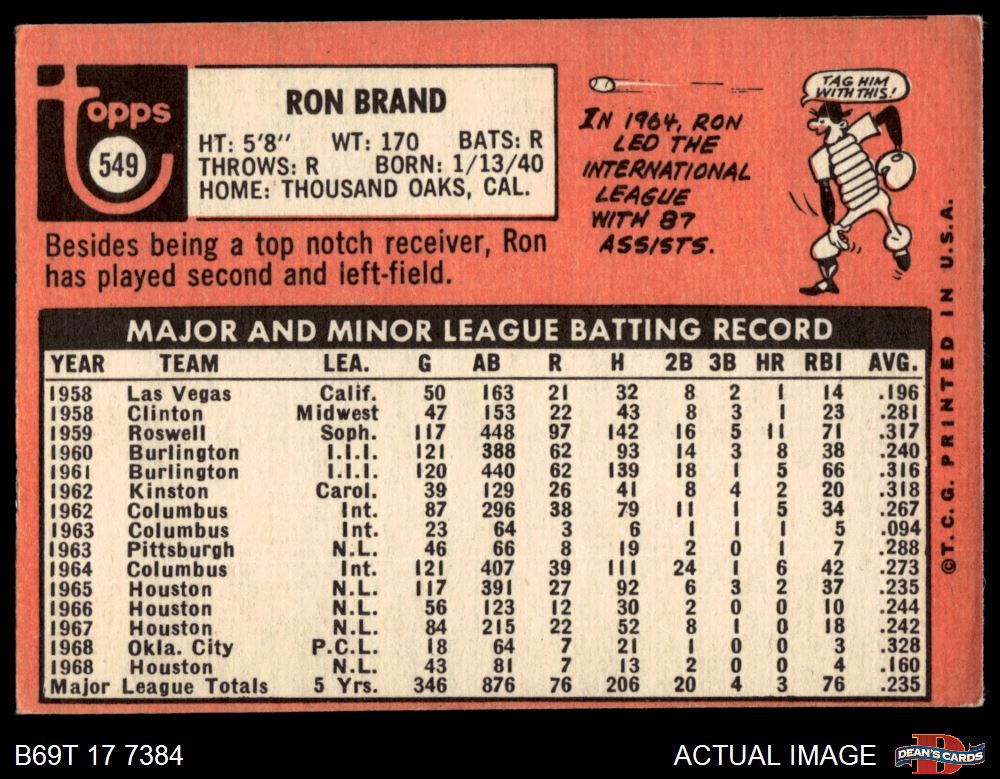 topps
549
RON BRAND
HT: 5'8" WT: 170 BATS: R
THROWS: R BORN: 1/13/40
HOME: THOUSAND OAKS, CAL.
Besides being a top notch receiver, Ron
has played second and left-field.
IN 1964, RON
LED THE
INTERNATIONAL
LEAGUE
WITH 87
ASSISTS.
TAG HIM
WITH THIS!
MAJOR AND MINOR LEAGUE BATTING RECORD
YEAR TEAM LEA. G AB R H 2B 3B HR RBI AVG.
1958 Las Vegas Calif. 50 163 21 32 8 2 1 14 .196
1958 Clinton Midwest 47 153 22 43 8 3 1 23 .281
1959 Roswell Soph. 117 448 97 142 16 5 11 71 .317
1960 Burlington I.I.I. 121 388 62 93 14 3 8 38 .240
1961 Burlington I.I.I. 120 440 62 139 18 1 5 66 .316
1962 Kinston Carol. 39 129 26 41 8 4 2 20 .318
1962 Columbus Int. 87 296 38 79 11 1 5 34 .267
1963 Columbus Int. 23 64 3 6 1 1 1 5 .094
1963 Pittsburgh N.L. 46 66 8 19 2 0 1 7 .288
1964 Columbus Int. 121 407 39 111 24 1 6 42 .273
1965 Houston N.L. 117 391 27 92 6 3 2 37 .235
1966 Houston N.L. 56 123 12 30 2 0 0 10 .244
1967 Houston N.L. 84 215 22 52 8 1 0 18 .242
1968 Okla. City P.C.L. 18 64 7 21 1 0 0 3 .328
1968 Houston N.L. 43 81 7 13 2 0 0 4 .160
Major League Totals 5 Yrs. 346 876 76 206 20 4 3 76 .235
©T.C.G. PRINTED IN U.S.A.
B69T 17 7384
ACTUAL IMAGE
DEAN'S CARDS